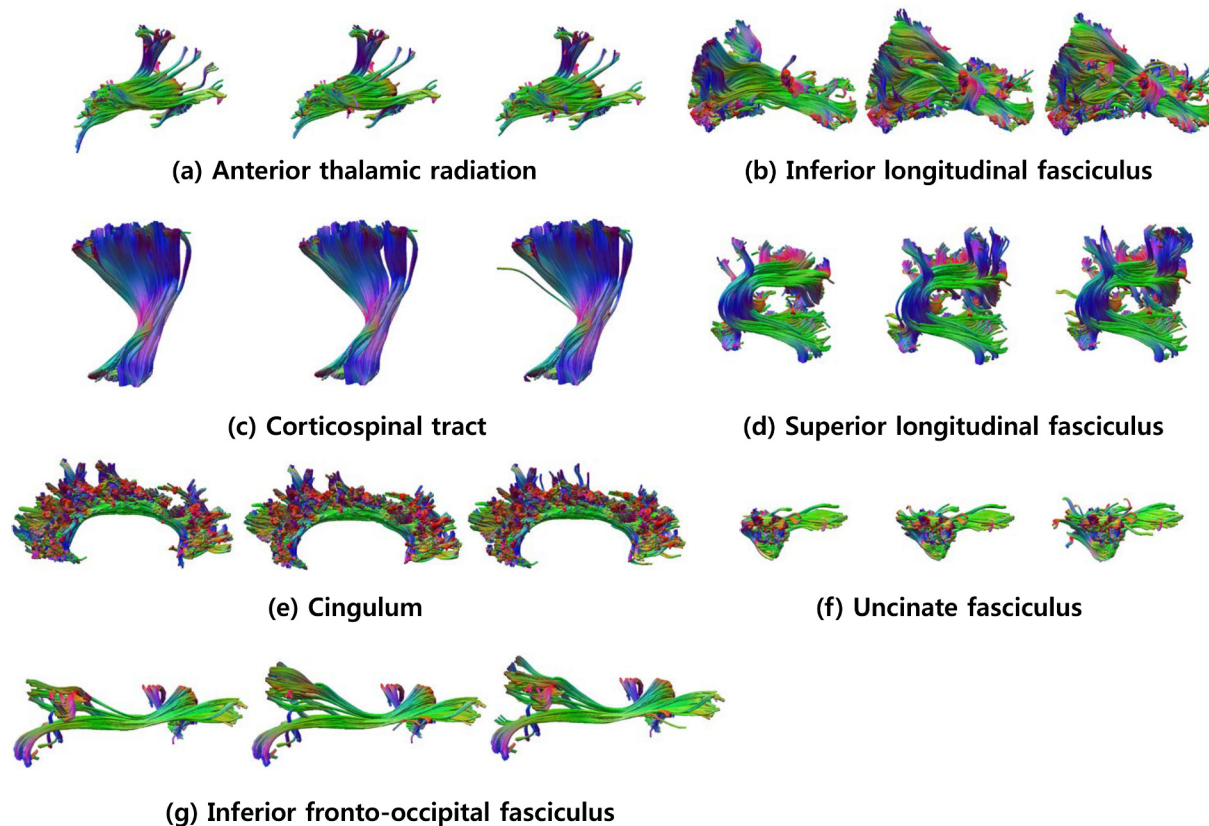 (a) Anterior thalamic radiation
(b) Inferior longitudinal fasciculus
(c) Corticospinal tract
(d) Superior longitudinal fasciculus
(e) Cingulum
(f) Uncinate fasciculus
(g) Inferior fronto-occipital fasciculus